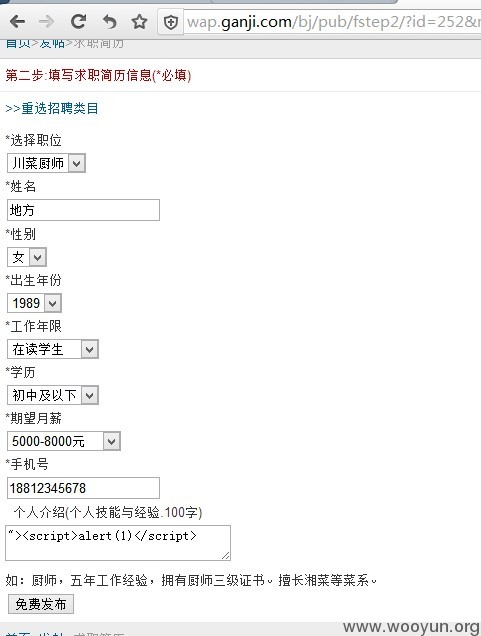 wap.ganji.com/bj/pub/fstep2/?id=252&
首页>发帖>求职简历
第二步:填写求职简历信息(*必填)
>>重选招聘类目
*选择职位
川菜厨师
*姓名
地方
*性别
女
*出生年份
1989
*工作年限
在读学生
*学历
初中及以下
*期望月薪
5000-8000元
*手机号
18812345678
个人介绍(个人技能与经验.100字)
"><script>alert(1)</script>
如：厨师，五年工作经验，拥有厨师三级证书。擅长湘菜等菜系。
免费发布
首页>发帖>求职简历
www.wooyun.org